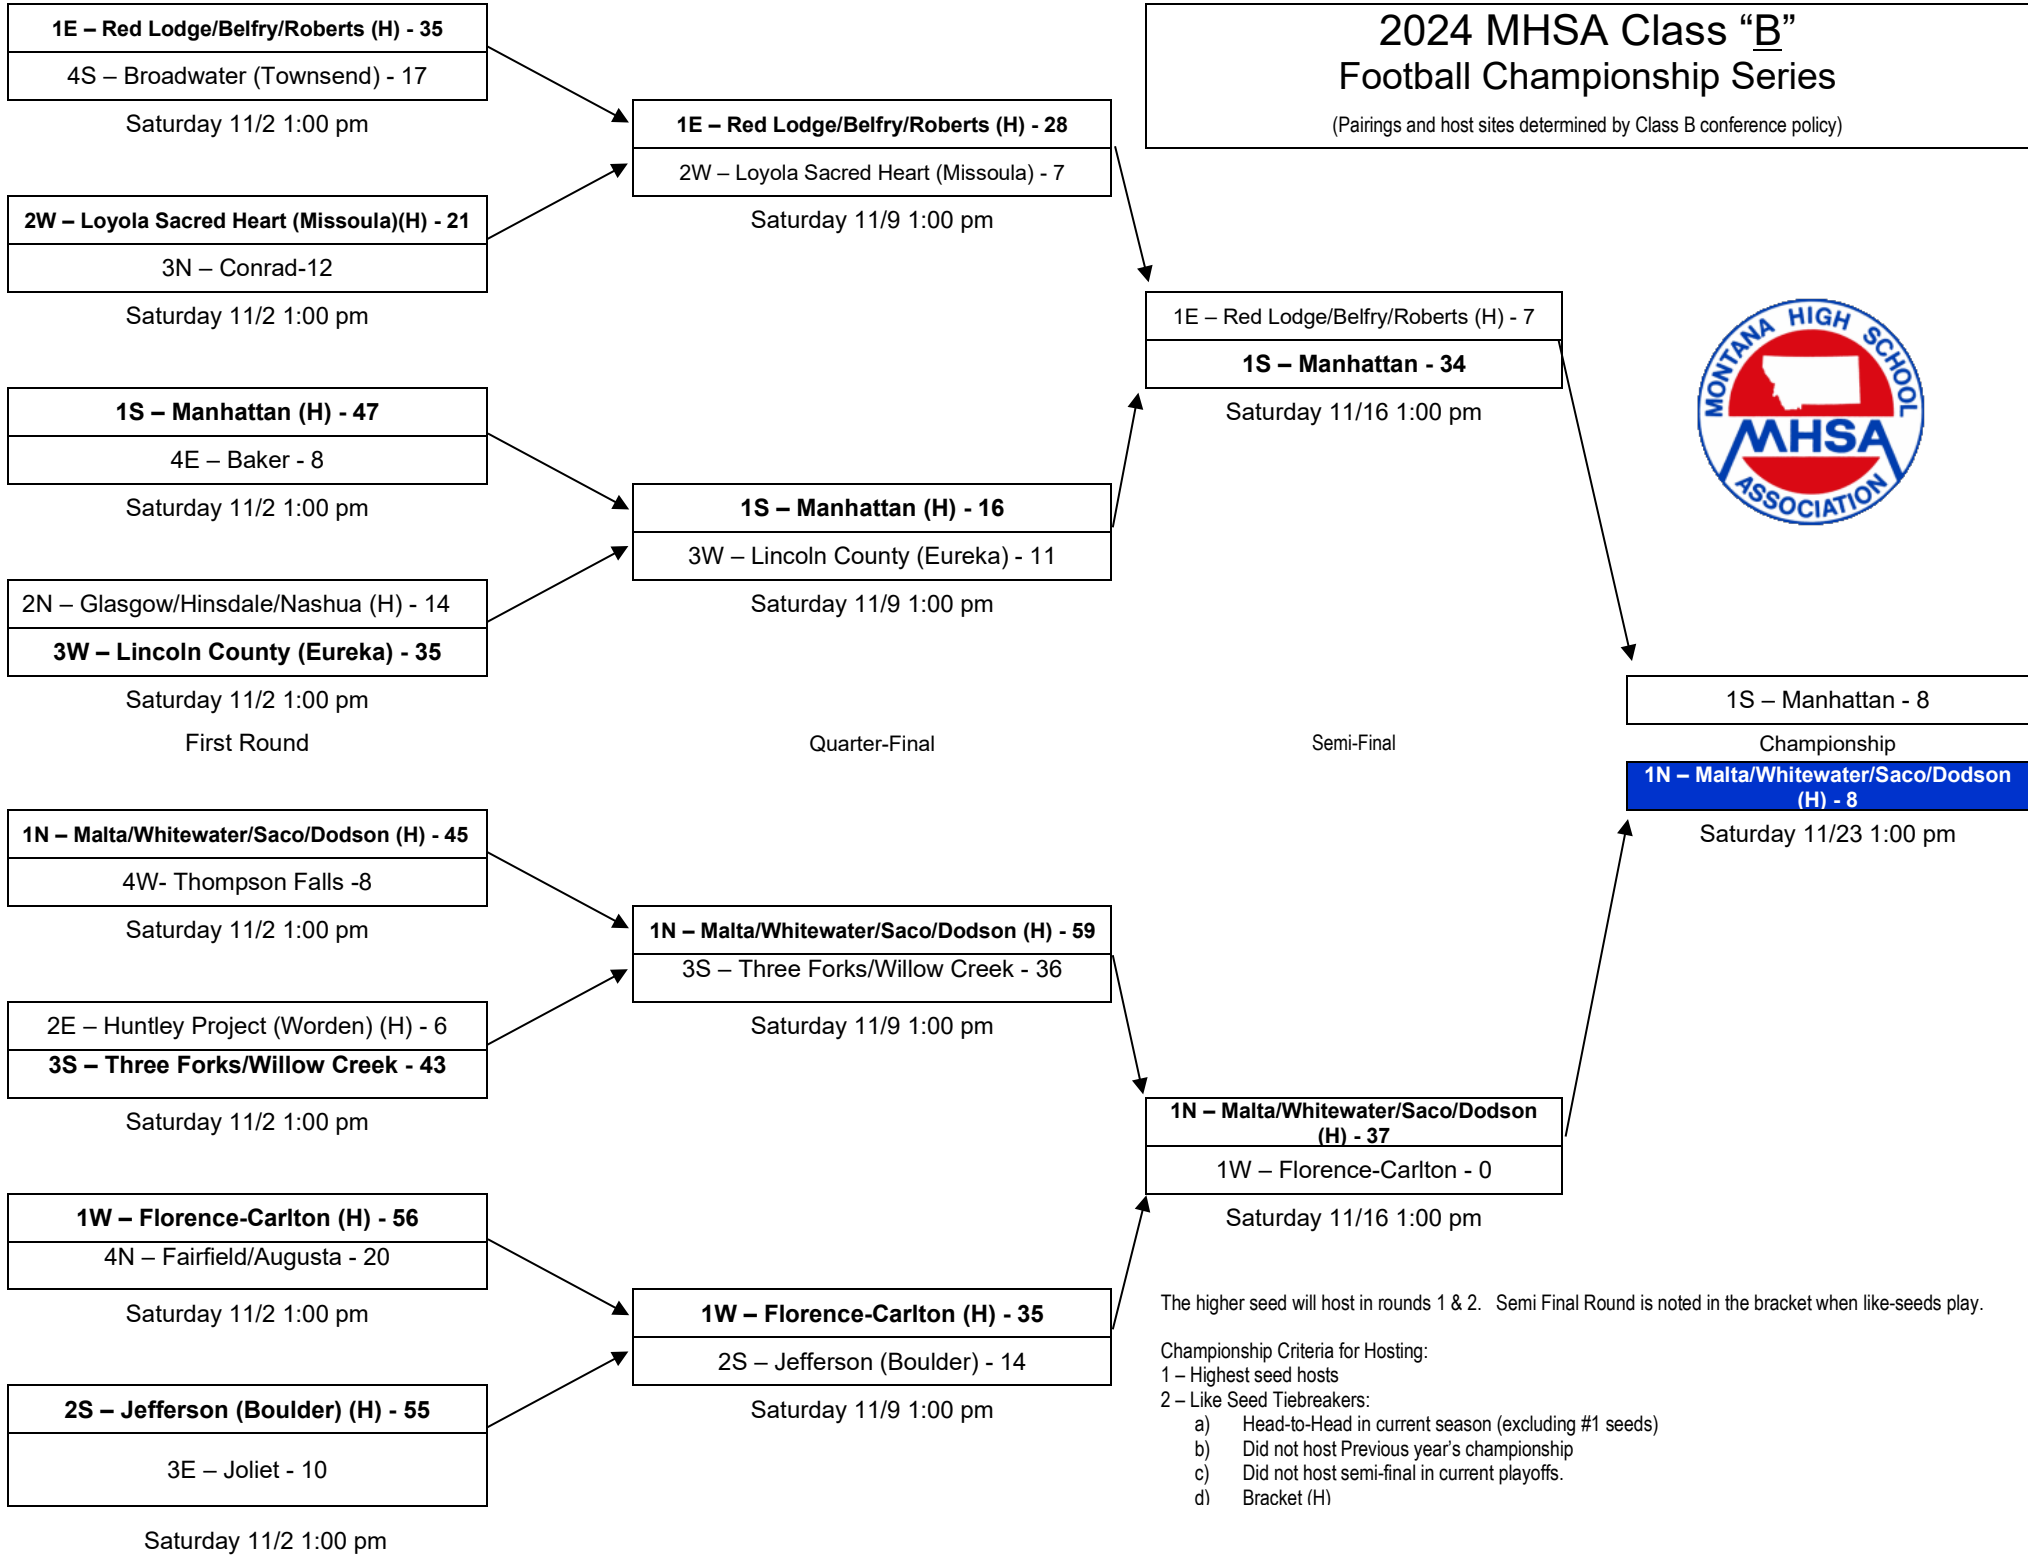 2024 MHSA Class “B”
Football Championship Series
(Pairings and host sites determined by Class B conference policy)
1E – Red Lodge/Belfry/Roberts (H) - 35
4S – Broadwater (Townsend) - 17
Saturday 11/2 1:00 pm
2W – Loyola Sacred Heart (Missoula)(H) - 21
3N – Conrad-12
Saturday 11/2 1:00 pm
1S – Manhattan (H) - 47
4E – Baker - 8
Saturday 11/2 1:00 pm
2N – Glasgow/Hinsdale/Nashua (H) - 14
3W – Lincoln County (Eureka) - 35
Saturday 11/2 1:00 pm
1E – Red Lodge/Belfry/Roberts (H) - 28
2W – Loyola Sacred Heart (Missoula) - 7
Saturday 11/9 1:00 pm
1S – Manhattan (H) - 16
3W – Lincoln County (Eureka) - 11
Saturday 11/9 1:00 pm
1E – Red Lodge/Belfry/Roberts (H) - 7
1S – Manhattan - 34
Saturday 11/16 1:00 pm
MONTANA HIGH SCHOOL
MHSA
ASSOCIATION
1S – Manhattan - 8
First Round
Quarter-Final
Semi-Final
Championship
1N – Malta/Whitewater/Saco/Dodson
(H) - 8
Saturday 11/23 1:00 pm
1N – Malta/Whitewater/Saco/Dodson (H) - 45
4W- Thompson Falls -8
Saturday 11/2 1:00 pm
2E – Huntley Project (Worden) (H) - 6
3S – Three Forks/Willow Creek - 43
Saturday 11/2 1:00 pm
1W – Florence-Carlton (H) - 56
4N – Fairfield/Augusta - 20
Saturday 11/2 1:00 pm
2S – Jefferson (Boulder) (H) - 55
3E – Joliet - 10
Saturday 11/2 1:00 pm
1N – Malta/Whitewater/Saco/Dodson (H) - 59
3S – Three Forks/Willow Creek - 36
Saturday 11/9 1:00 pm
1W – Florence-Carlton (H) - 35
2S – Jefferson (Boulder) - 14
Saturday 11/9 1:00 pm
1N – Malta/Whitewater/Saco/Dodson
(H) - 37
1W – Florence-Carlton - 0
Saturday 11/16 1:00 pm
The higher seed will host in rounds 1 & 2. Semi Final Round is noted in the bracket when like-seeds play.
Championship Criteria for Hosting:
1 – Highest seed hosts
2 – Like Seed Tiebreakers:
a) Head-to-Head in current season (excluding #1 seeds)
b) Did not host Previous year’s championship
c) Did not host semi-final in current playoffs.
d) Bracket (H)